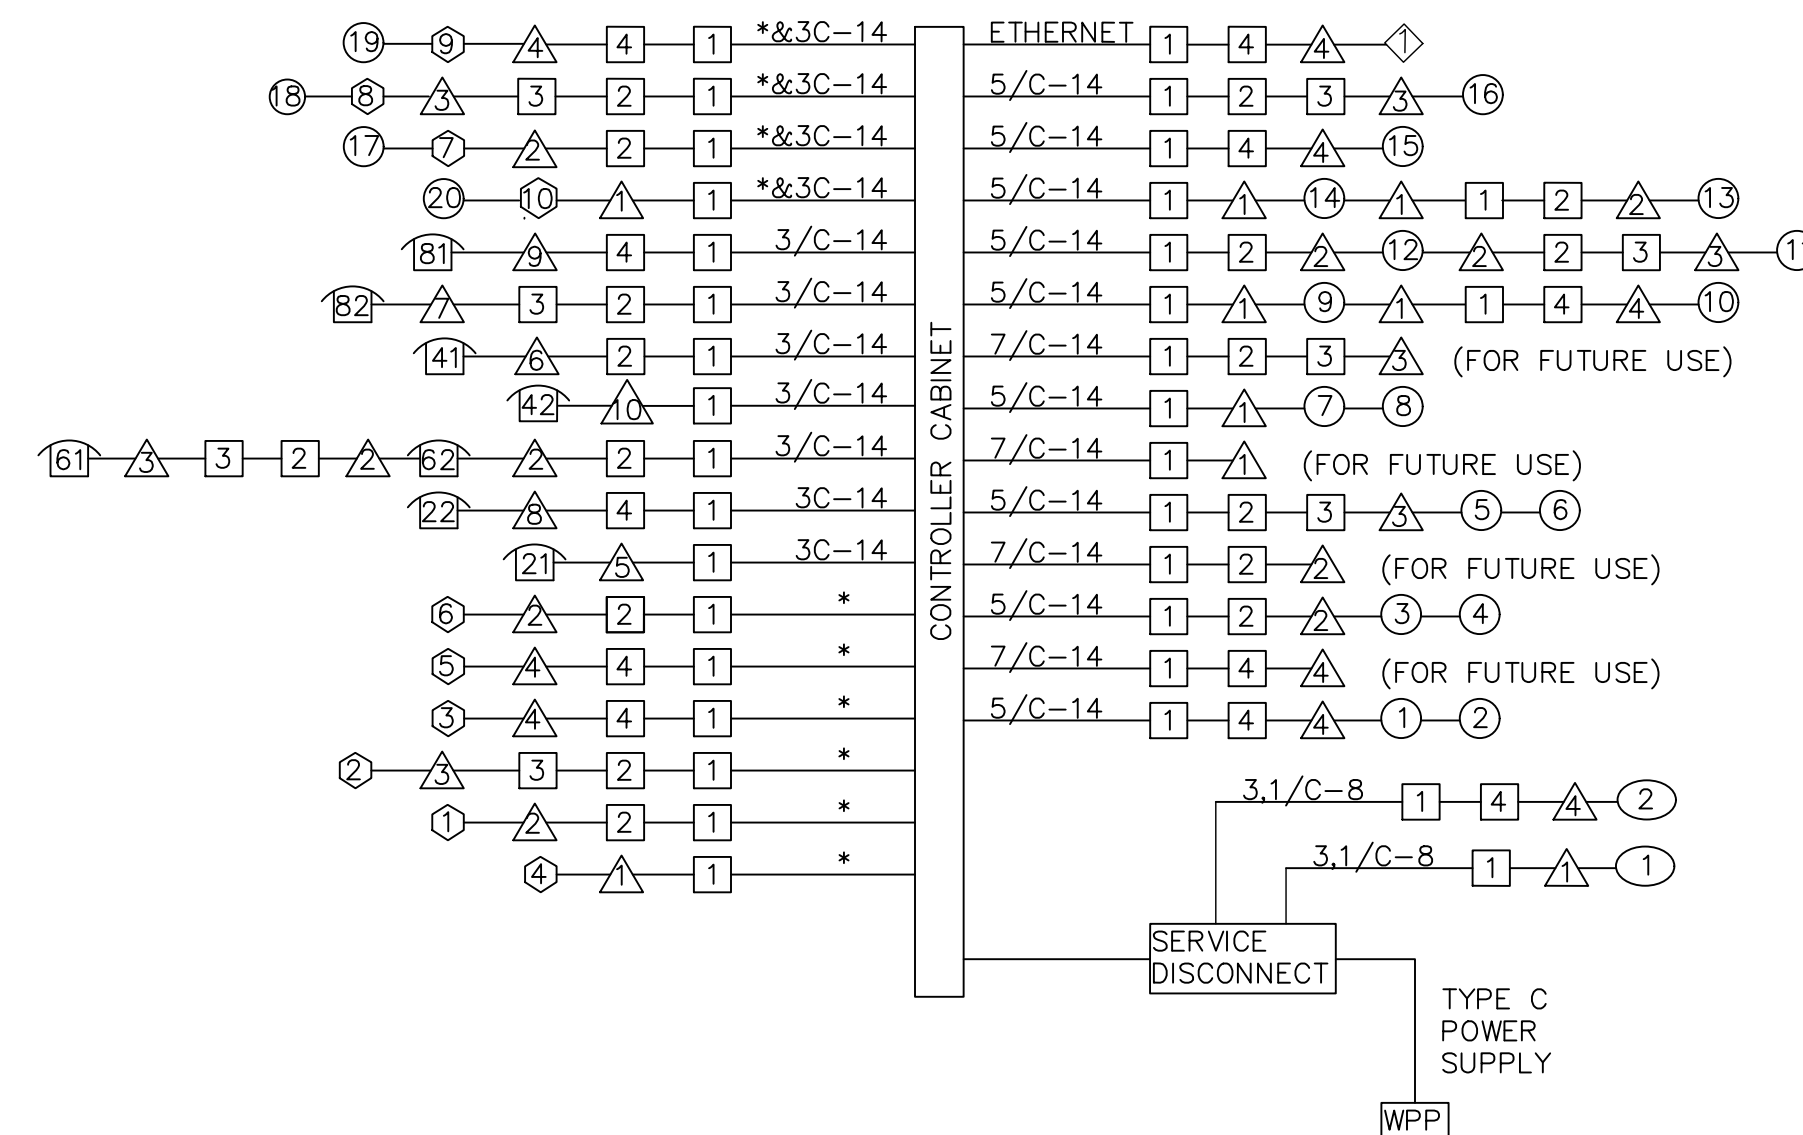 19 9 4 4 1 *&3C-14 ETHERNET 1 4 4 1
18 8 3 3 2 1 *&3C-14 5/C-14 1 2 3 3 16
17 7 2 2 1 *&3C-14 5/C-14 1 4 4 15
20 10 1 1 *&3C-14 5/C-14 1 1 14 1 1 2 2 13
81 9 4 1 3/C-14 5/C-14 1 2 2 12 2 2 3 3
82 7 3 2 1 3/C-14 5/C-14 1 1 9 1 1 4 4 10
41 6 2 1 3/C-14 7/C-14 1 2 3 3 (FOR FUTURE USE)
42 10 1 3/C-14 5/C-14 1 1 7 8
61 3 3 2 2 62 2 2 1 3/C-14 7/C-14 1 1 (FOR FUTURE USE)
22 8 4 1 3C-14 5/C-14 1 2 3 3 5 6
21 5 1 3C-14 7/C-14 1 2 2 (FOR FUTURE USE)
6 2 2 1 * 5/C-14 1 2 2 3 4
5 4 4 1 * 7/C-14 1 4 4 (FOR FUTURE USE)
3 4 4 1 * 5/C-14 1 4 4 1 2
2 3 3 2 1 *
1 2 2 1 *
4 1 1 *
CONTROLLER CABINET
3,1/C-8 1 4 4 2
3,1/C-8 1 1 1
SERVICE
DISCONNECT
TYPE C
POWER
SUPPLY
WPP